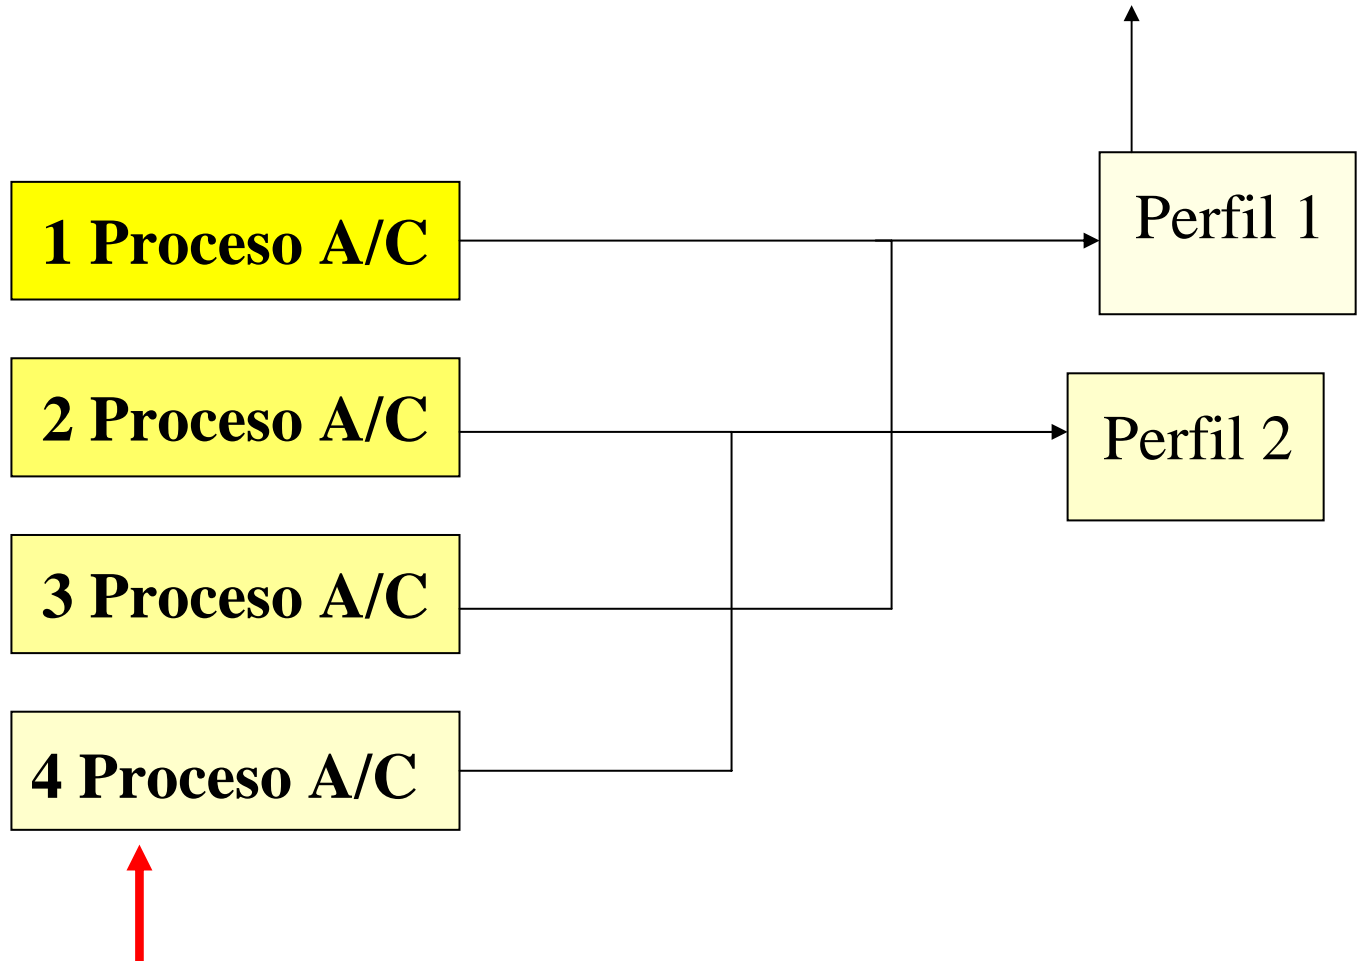 1 Proceso A/C
Perfil 1
2 Proceso A/C
Perfil 2
3 Proceso A/C
4 Proceso A/C